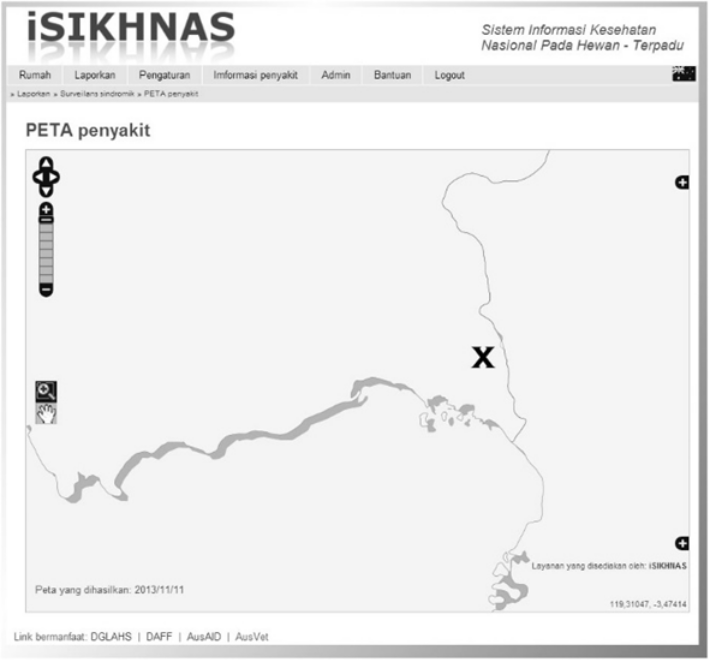 iSIKHNAS
Sistem Informasi Kesehatan
Nasional Pada Hewan - Terpadu
Rumah Laporkan Pengaturan Imformasi penyakit Admin Bantuan Logout
» Laporkan » Surveilans sindromik » PETA penyakit
PETA penyakit
X
Layanan yang disediakan oleh: iSIKHNAS
Peta yang dihasilkan: 2013/11/11
119,31047, -3,47414
Link bermanfaat: DGLAHS | DAFF | AusAID | AusVet